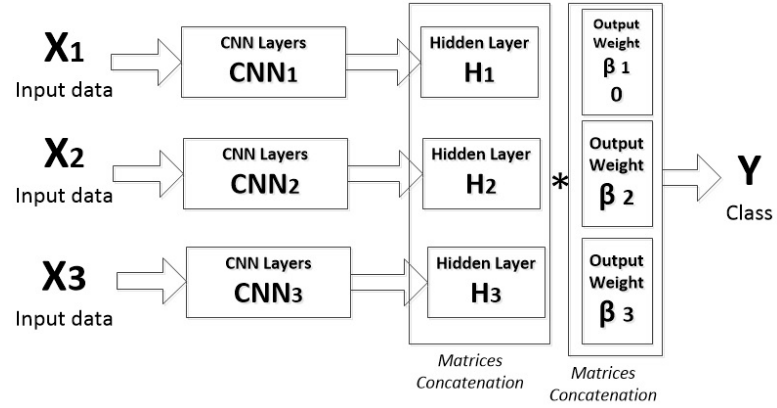 X1
Input data
CNN Layers
CNN1
Hidden Layer
H1
Output
Weight
β 1
0
X2
Input data
CNN Layers
CNN2
Hidden Layer
H2
*
Output
Weight
β 2
Y
Class
X3
Input data
CNN Layers
CNN3
Hidden Layer
H3
Output
Weight
β 3
Matrices
Concatenation
Matrices
Concatenation